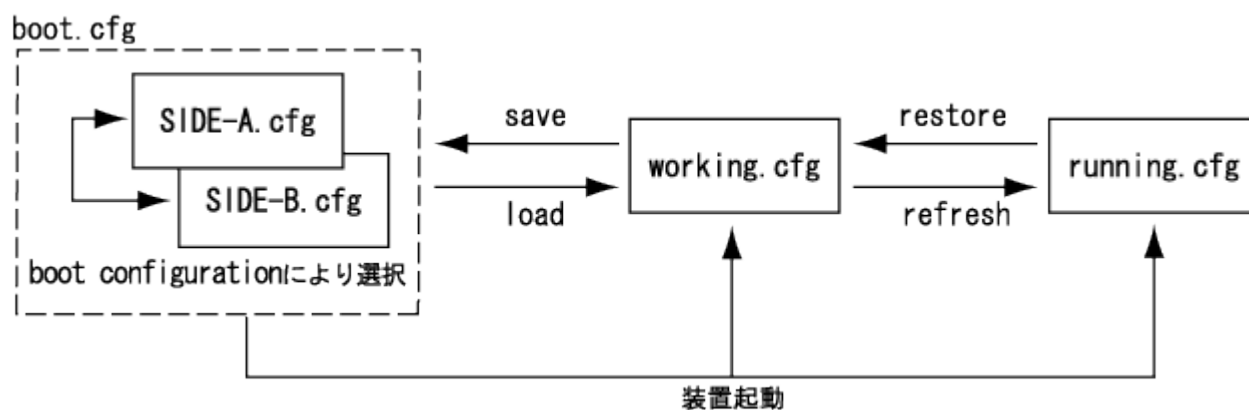 boot.cfg
SIDE-A.cfg
SIDE-B.cfg
boot configurationにより選択
save
load
working.cfg
restore
refresh
running.cfg
装置起動